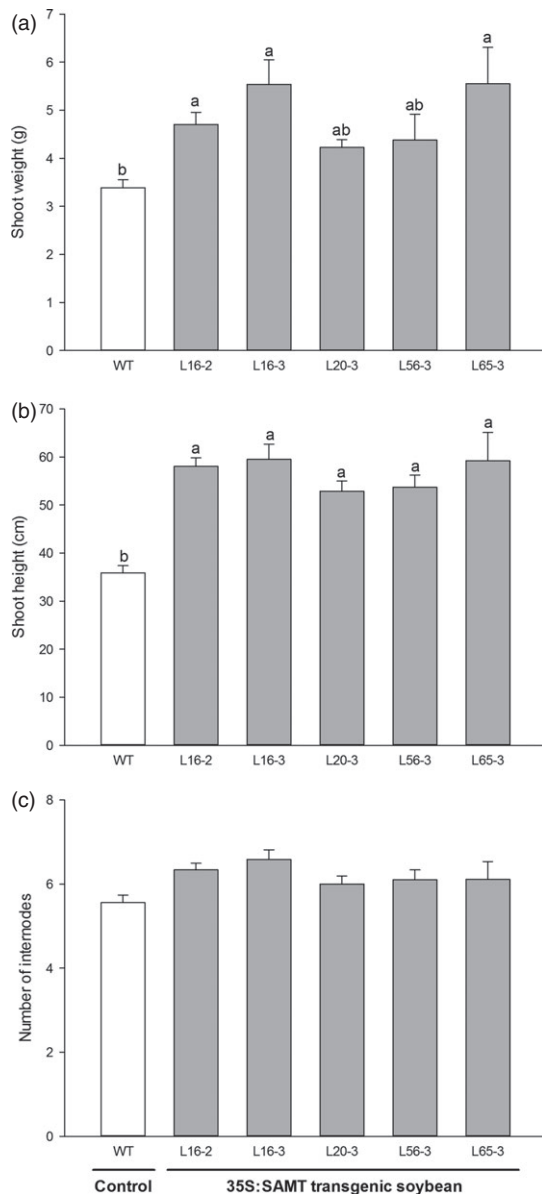 (a)
Shoot weight (g)
7
6
5
4
3
2
1
0
b
a
a
ab
ab
a
WT L16-2 L16-3 L20-3 L56-3 L65-3
(b)
Shoot height (cm)
70
60
50
40
30
20
10
0
b
a
a
a
a
a
WT L16-2 L16-3 L20-3 L56-3 L65-3
(c)
Number of internodes
8
6
4
2
0
WT L16-2 L16-3 L20-3 L56-3 L65-3
Control 35S:SAMT transgenic soybean